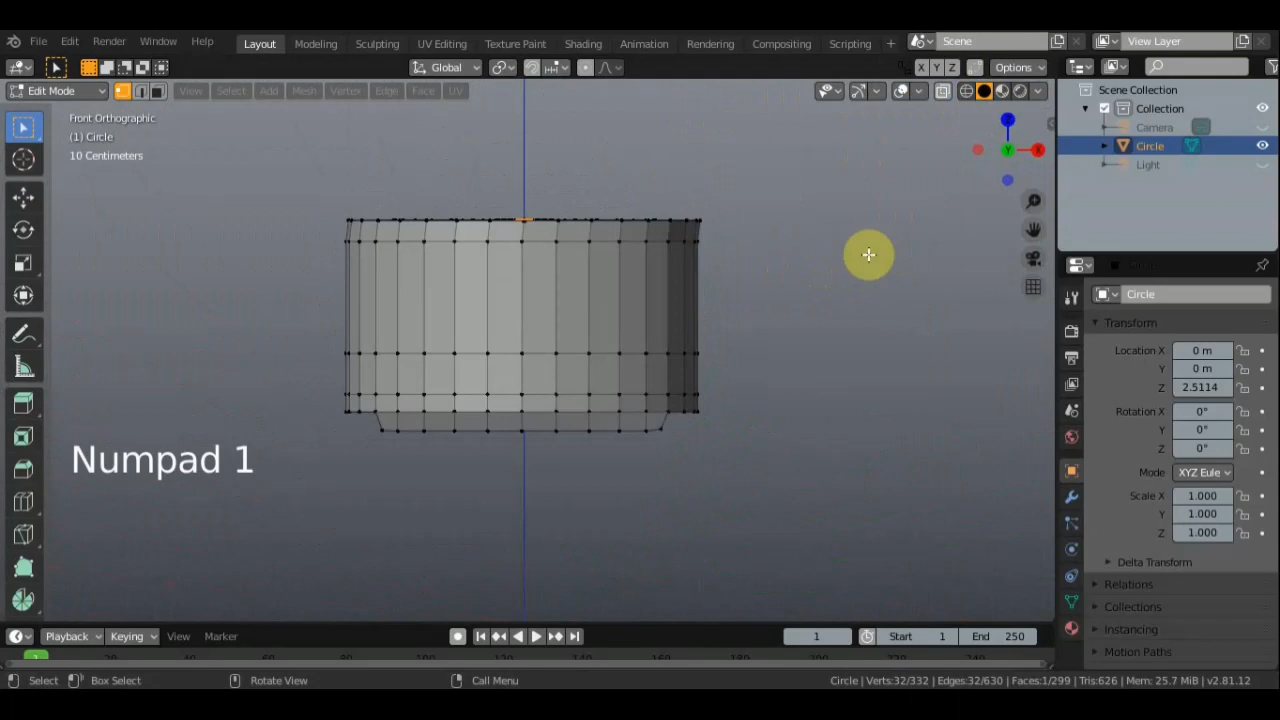 File Edit Render Window Help Layout Modeling Sculpting UV Editing Texture Paint Shading Animation Rendering Compositing Scripting + Scene View Layer
Global X Y Z Options
Edit Mode View Select Add Mesh Vertex Edge Face UV
Scene Collection
Collection
Camera
Circle
Light
Front Orthographic
(1) Circle
10 Centimeters
Z
Y
X
Numpad 1
Circle
Transform
Location X 0 m
Y 0 m
Z 2.5114
Rotation X 0°
Y 0°
Z 0°
Mode XYZ Eule
Scale X 1.000
Y 1.000
Z 1.000
Delta Transform
Relations
Collections
Instancing
Motion Paths
Playback Keying View Marker 1 Start 1 End 250
Select Box Select Rotate View Call Menu Circle | Verts:32/332 | Edges:32/630 | Faces:1/299 | Tris:626 | Mem: 25.7 MiB | v2.81.12